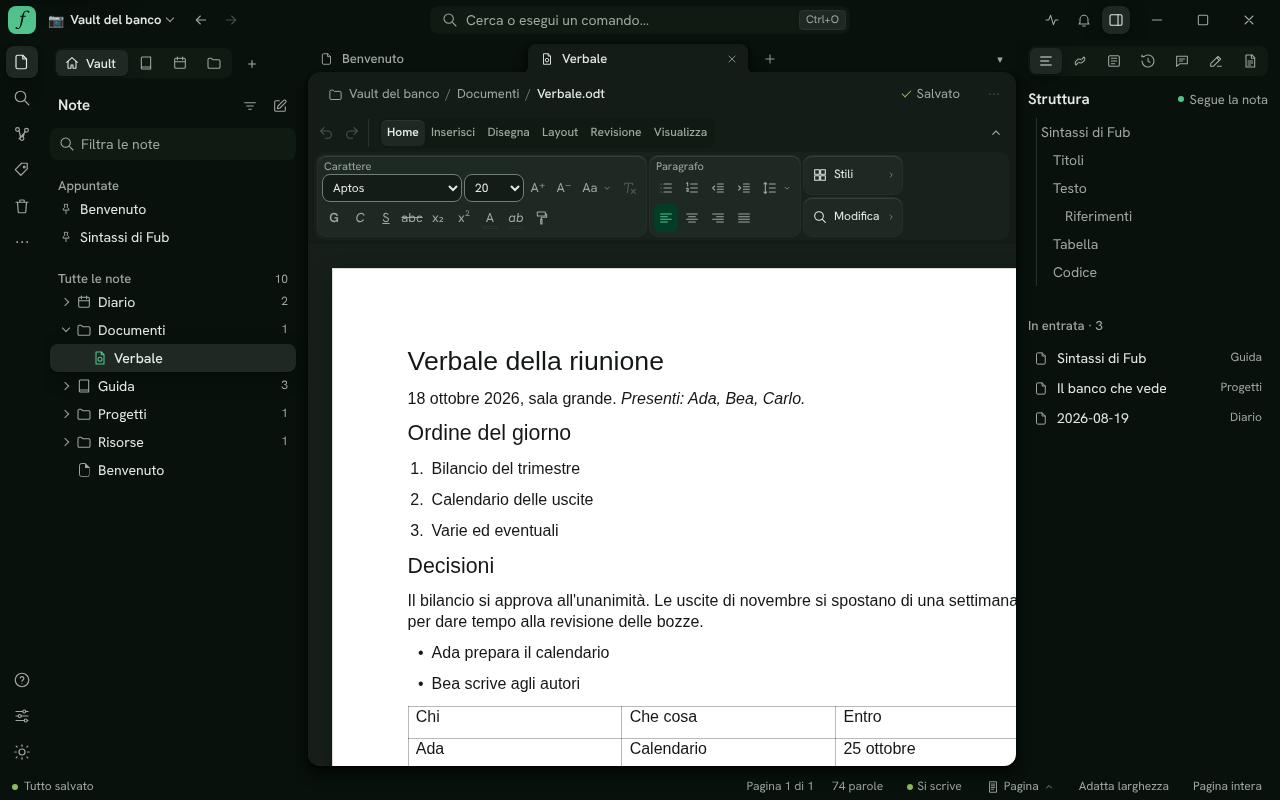 f Vault del banco
Cerca o esegui un comando... Ctrl+O
Vault
Note
Filtra le note
Appuntate
Benvenuto
Sintassi di Fub
Tutte le note 10
Diario 2
Documenti 1
Verbale
Guida 3
Progetti 1
Risorse 1
Benvenuto
Benvenuto
Verbale
Vault del banco / Documenti / Verbale.odt
Salvato
Home Inserisci Disegna Layout Revisione Visualizza
Carattere
Aptos 20 A+ A− Aa Tx
G C S abc x₂ x² A ab
Paragrafo
Stili
Modifica
Verbale della riunione
18 ottobre 2026, sala grande. Presenti: Ada, Bea, Carlo.
Ordine del giorno
1. Bilancio del trimestre
2. Calendario delle uscite
3. Varie ed eventuali
Decisioni
Il bilancio si approva all'unanimità. Le uscite di novembre si spostano di una settimana
per dare tempo alla revisione delle bozze.
• Ada prepara il calendario
• Bea scrive agli autori
Chi Che cosa Entro
Ada Calendario 25 ottobre
Struttura
Segue la nota
Sintassi di Fub
Titoli
Testo
Riferimenti
Tabella
Codice
In entrata · 3
Sintassi di Fub Guida
Il banco che vede Progetti
2026-08-19 Diario
Tutto salvato
Pagina 1 di 1 74 parole Si scrive Pagina Adatta larghezza Pagina intera